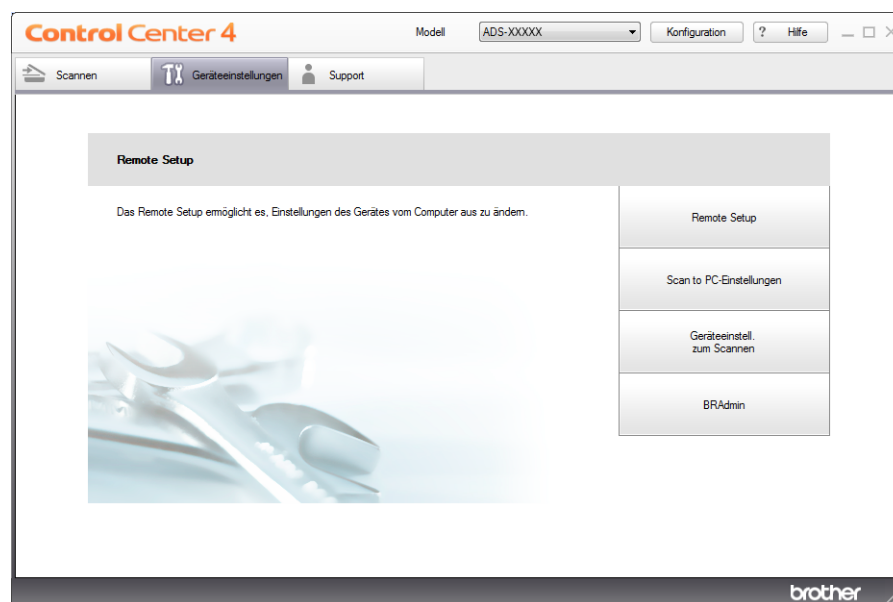 Control Center 4
Modell
ADS-XXXXX
Konfiguration
? Hilfe
Scannen
Geräteeinstellungen
Support
Remote Setup
Das Remote Setup ermöglicht es, Einstellungen des Gerätes vom Computer aus zu ändern.
Remote Setup
Scan to PC-Einstellungen
Geräteeinstell.
zum Scannen
BRAdmin
brother